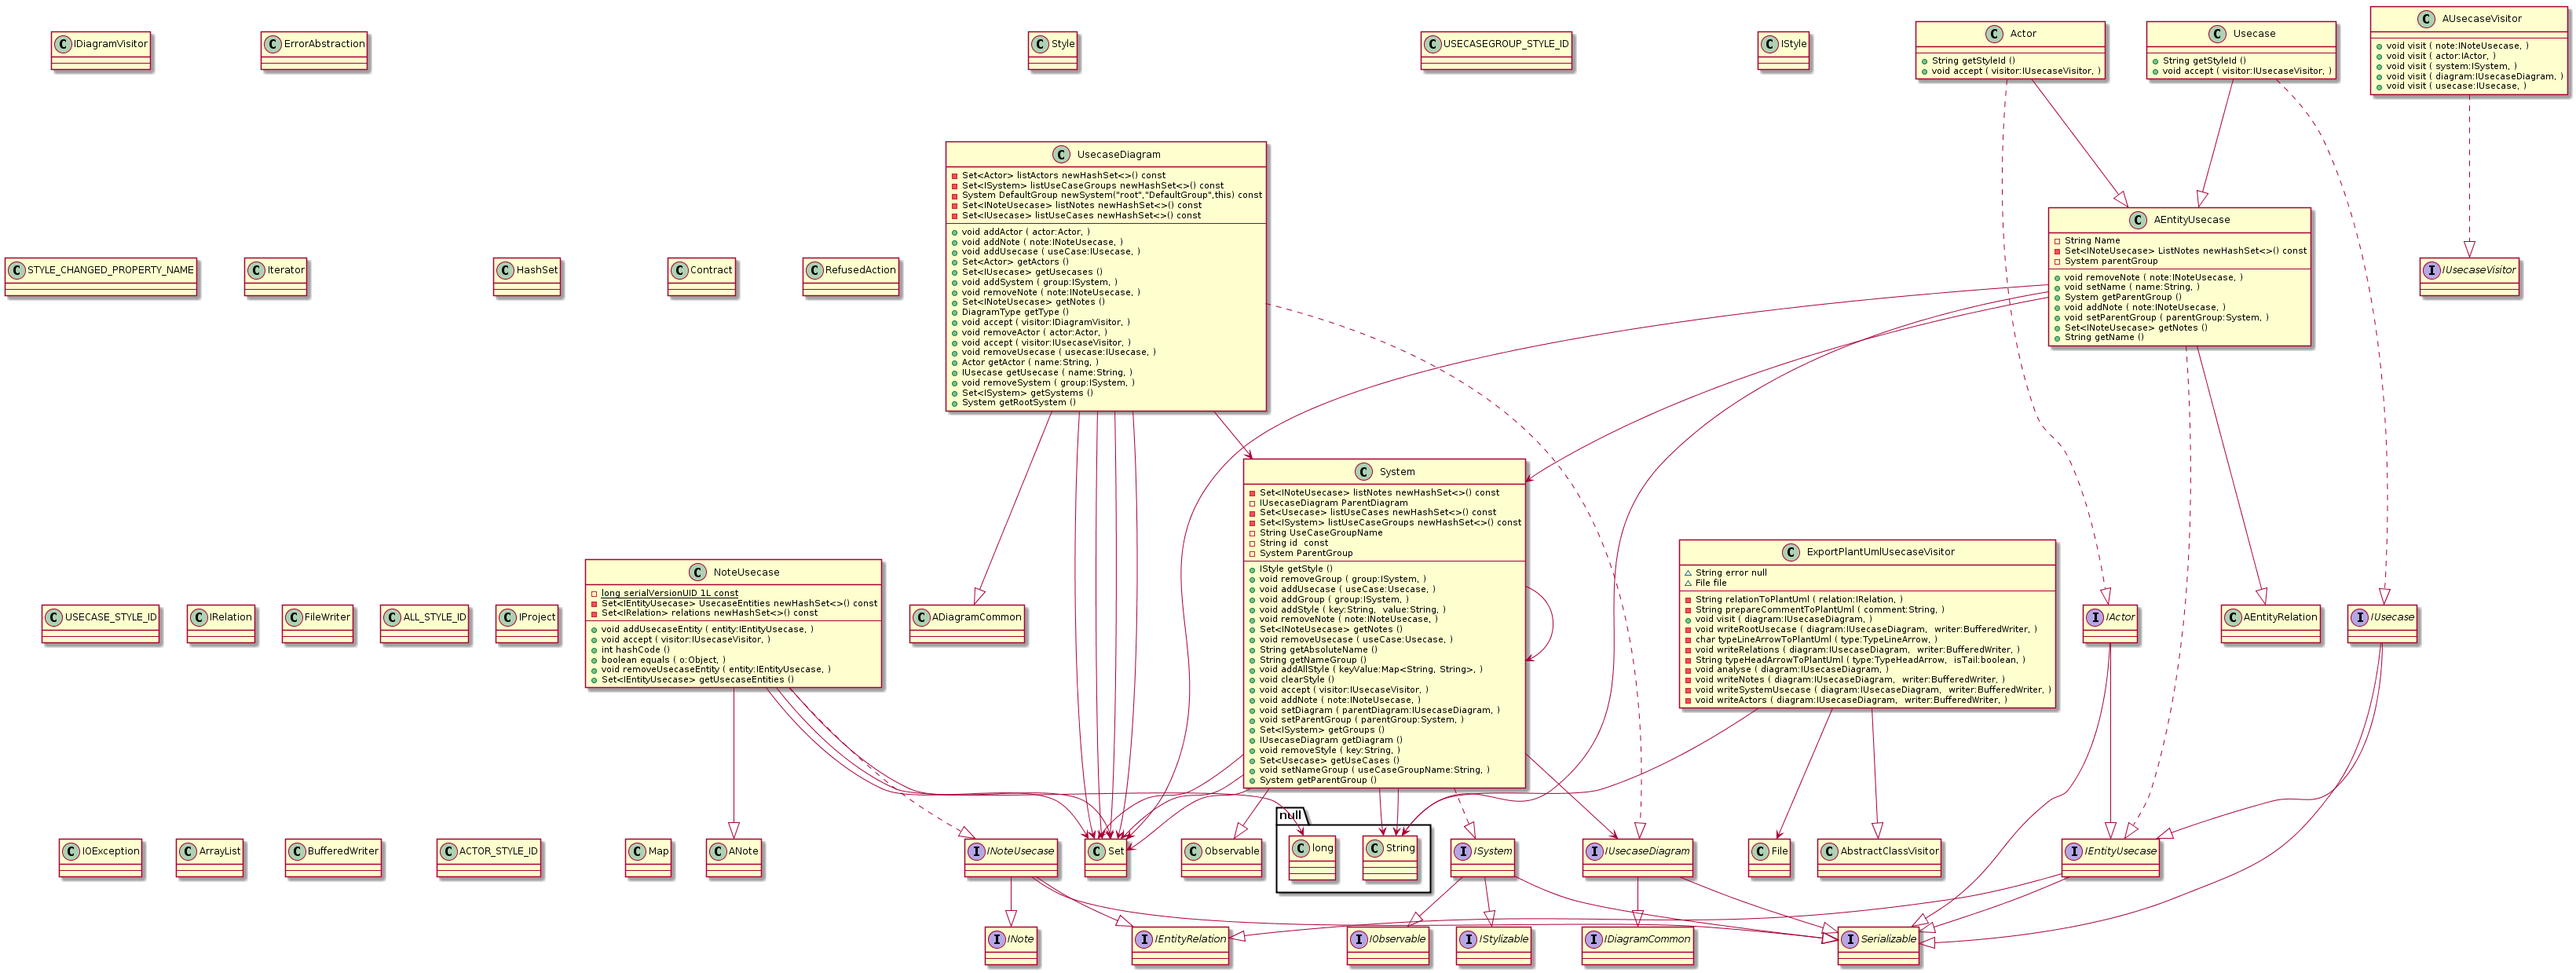 IDiagramVisitor
ErrorAbstraction
Style
USECASEGROUP_STYLE_ID
IStyle
Actor
String getStyleId ()
void accept ( visitor:IUsecaseVisitor, )
Usecase
String getStyleId ()
void accept ( visitor:IUsecaseVisitor, )
AUsecaseVisitor
void visit ( note:INoteUsecase, )
void visit ( actor:IActor, )
void visit ( system:ISystem, )
void visit ( diagram:IUsecaseDiagram, )
void visit ( usecase:IUsecase, )
UsecaseDiagram
Set<Actor> listActors newHashSet<>() const
Set<ISystem> listUseCaseGroups newHashSet<>() const
System DefaultGroup newSystem("root","DefaultGroup",this) const
Set<INoteUsecase> listNotes newHashSet<>() const
Set<IUsecase> listUseCases newHashSet<>() const
void addActor ( actor:Actor, )
void addNote ( note:INoteUsecase, )
void addUsecase ( useCase:IUsecase, )
Set<Actor> getActors ()
Set<IUsecase> getUsecases ()
void addSystem ( group:ISystem, )
void removeNote ( note:INoteUsecase, )
Set<INoteUsecase> getNotes ()
DiagramType getType ()
void accept ( visitor:IDiagramVisitor, )
void removeActor ( actor:Actor, )
void accept ( visitor:IUsecaseVisitor, )
void removeUsecase ( usecase:IUsecase, )
Actor getActor ( name:String, )
IUsecase getUsecase ( name:String, )
void removeSystem ( group:ISystem, )
Set<ISystem> getSystems ()
System getRootSystem ()
AEntityUsecase
String Name
Set<INoteUsecase> ListNotes newHashSet<>() const
System parentGroup
void removeNote ( note:INoteUsecase, )
void setName ( name:String, )
System getParentGroup ()
void addNote ( note:INoteUsecase, )
void setParentGroup ( parentGroup:System, )
Set<INoteUsecase> getNotes ()
String getName ()
STYLE_CHANGED_PROPERTY_NAME
Iterator
HashSet
Contract
RefusedAction
IUsecaseVisitor
System
Set<INoteUsecase> listNotes newHashSet<>() const
IUsecaseDiagram ParentDiagram
Set<Usecase> listUseCases newHashSet<>() const
Set<ISystem> listUseCaseGroups newHashSet<>() const
String UseCaseGroupName
String id  const
System ParentGroup
IStyle getStyle ()
void removeGroup ( group:ISystem, )
void addUsecase ( useCase:Usecase, )
void addGroup ( group:ISystem, )
void addStyle ( key:String,  value:String, )
void removeNote ( note:INoteUsecase, )
Set<INoteUsecase> getNotes ()
void removeUsecase ( useCase:Usecase, )
String getAbsoluteName ()
String getNameGroup ()
void addAllStyle ( keyValue:Map<String, String>, )
void clearStyle ()
void accept ( visitor:IUsecaseVisitor, )
void addNote ( note:INoteUsecase, )
void setDiagram ( parentDiagram:IUsecaseDiagram, )
void setParentGroup ( parentGroup:System, )
Set<ISystem> getGroups ()
IUsecaseDiagram getDiagram ()
void removeStyle ( key:String, )
Set<Usecase> getUseCases ()
void setNameGroup ( useCaseGroupName:String, )
System getParentGroup ()
USECASE_STYLE_ID
IRelation
FileWriter
ALL_STYLE_ID
IProject
NoteUsecase
long serialVersionUID 1L const
Set<IEntityUsecase> UsecaseEntities newHashSet<>() const
Set<IRelation> relations newHashSet<>() const
void addUsecaseEntity ( entity:IEntityUsecase, )
void accept ( visitor:IUsecaseVisitor, )
int hashCode ()
boolean equals ( o:Object, )
void removeUsecaseEntity ( entity:IEntityUsecase, )
Set<IEntityUsecase> getUsecaseEntities ()
ADiagramCommon
ExportPlantUmlUsecaseVisitor
String error null
File file
String relationToPlantUml ( relation:IRelation, )
String prepareCommentToPlantUml ( comment:String, )
void visit ( diagram:IUsecaseDiagram, )
void writeRootUsecase ( diagram:IUsecaseDiagram,  writer:BufferedWriter, )
char typeLineArrowToPlantUml ( type:TypeLineArrow, )
void writeRelations ( diagram:IUsecaseDiagram,  writer:BufferedWriter, )
String typeHeadArrowToPlantUml ( type:TypeHeadArrow,  isTail:boolean, )
void analyse ( diagram:IUsecaseDiagram, )
void writeNotes ( diagram:IUsecaseDiagram,  writer:BufferedWriter, )
void writeSystemUsecase ( diagram:IUsecaseDiagram,  writer:BufferedWriter, )
void writeActors ( diagram:IUsecaseDiagram,  writer:BufferedWriter, )
IActor
AEntityRelation
IUsecase
IOException
ArrayList
BufferedWriter
ACTOR_STYLE_ID
Map
ANote
INoteUsecase
Set
Observable
null
long
String
ISystem
IUsecaseDiagram
File
AbstractClassVisitor
IEntityUsecase
INote
IEntityRelation
IObservable
IStylizable
IDiagramCommon
Serializable